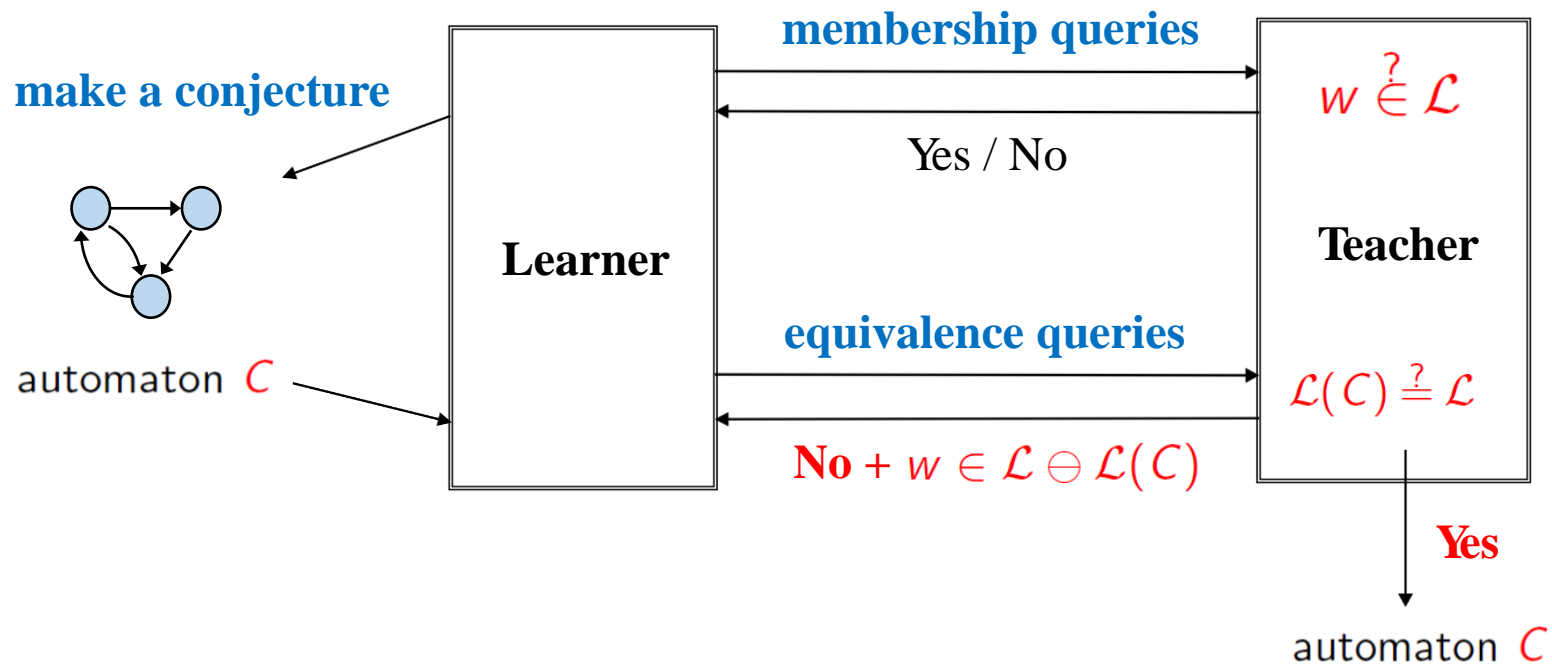 make a conjecture
automaton C
Learner
membership queries
Yes / No
equivalence queries
No + w ∈ ℒ ⊖ ℒ(C)
w ?∈ ℒ
Teacher
ℒ(C) ≟ ℒ
Yes
automaton C